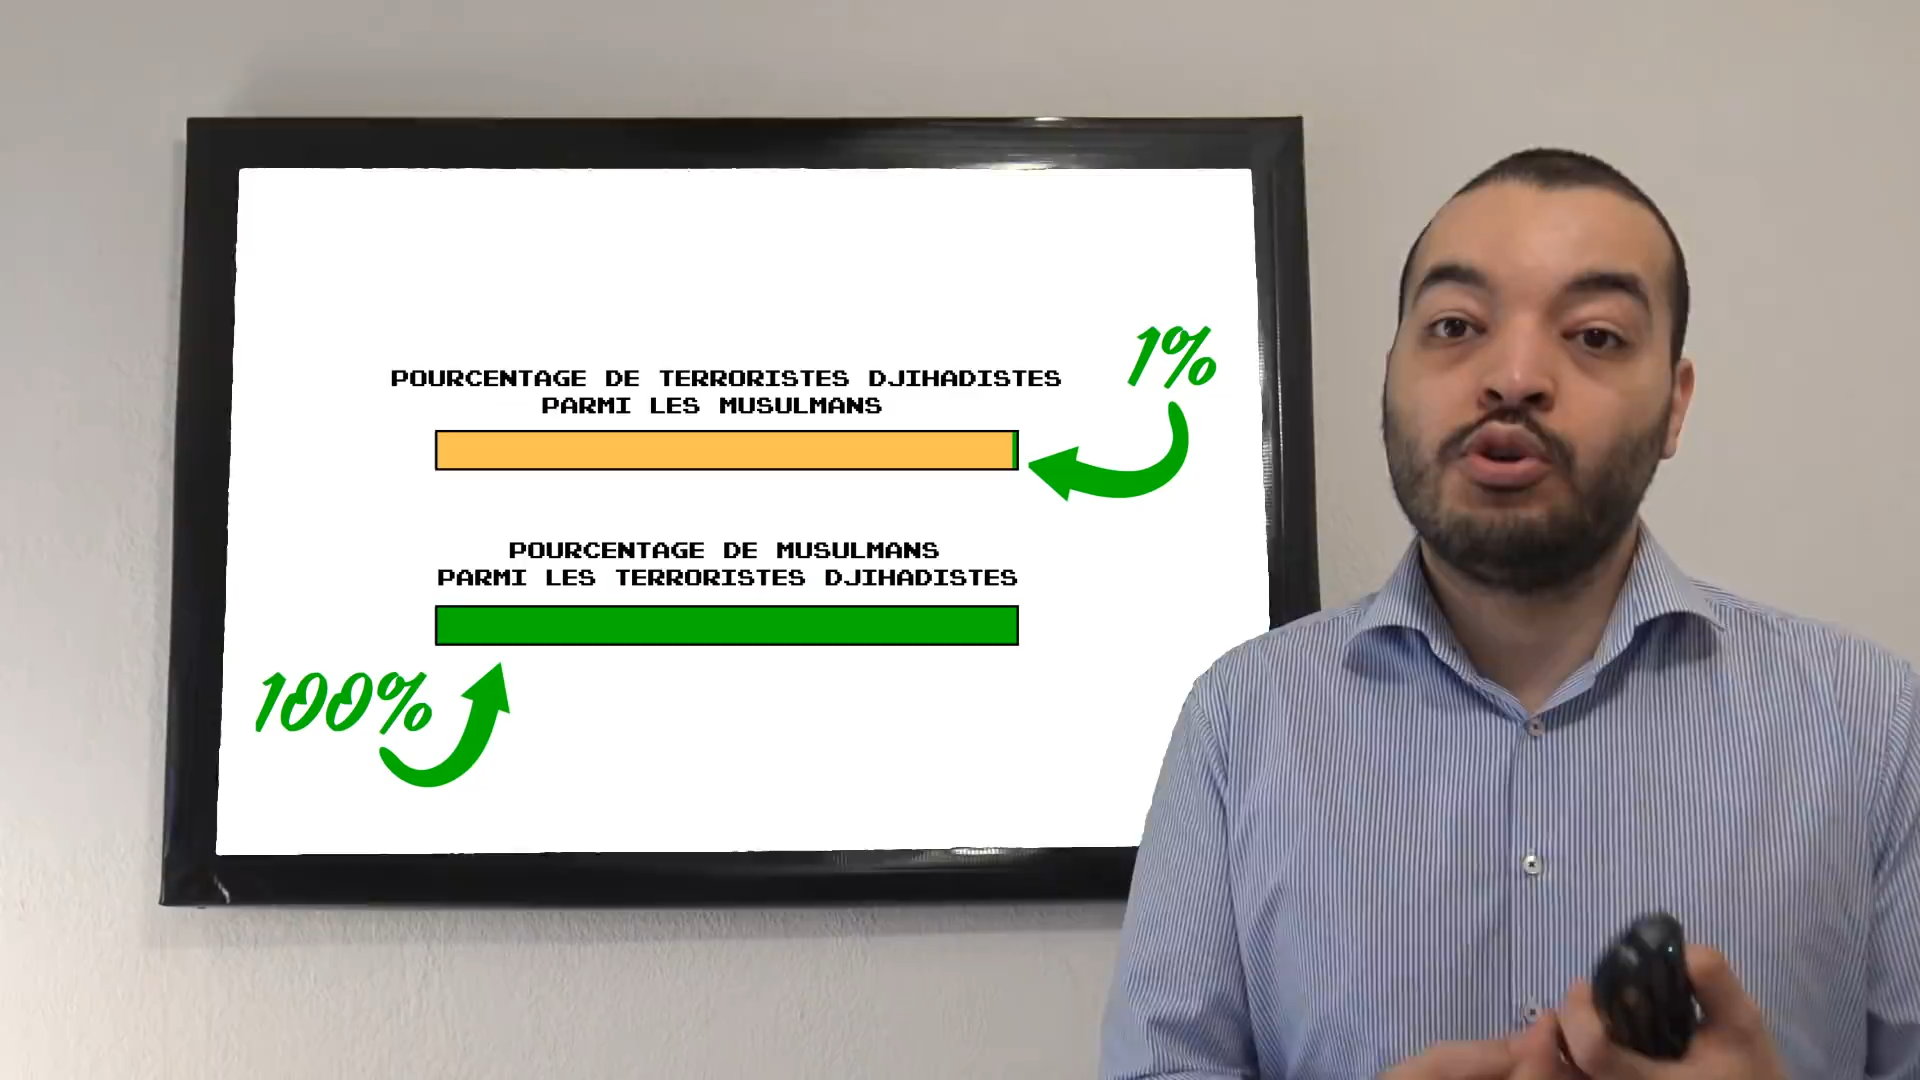 1%
POURCENTAGE DE TERRORISTES DJIHADISTES
PARMI LES MUSULMANS
POURCENTAGE DE MUSULMANS
PARMI LES TERRORISTES DJIHADISTES
100%